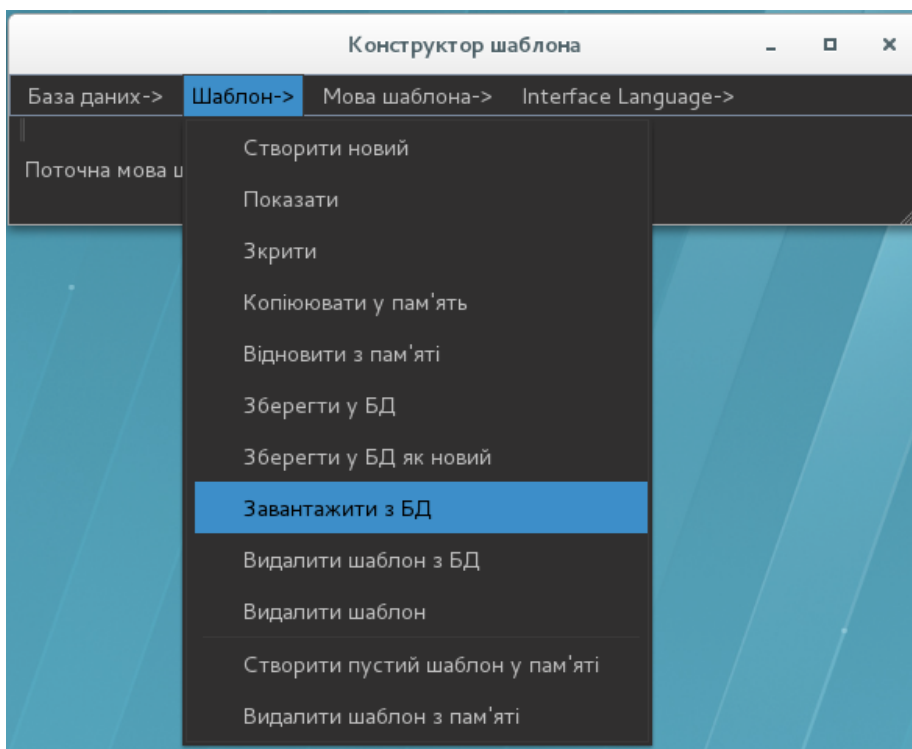 Конструктор шаблона
База даних-> Шаблон-> Мова шаблона-> Interface Language->
Поточна мова
Створити новий
Показати
Зкрити
Копіюювати у пам'ять
Відновити з пам'яті
Зберегти у БД
Зберегти у БД як новий
Завантажити з БД
Видалити шаблон з БД
Видалити шаблон
Створити пустий шаблон у пам'яті
Видалити шаблон з пам'яті